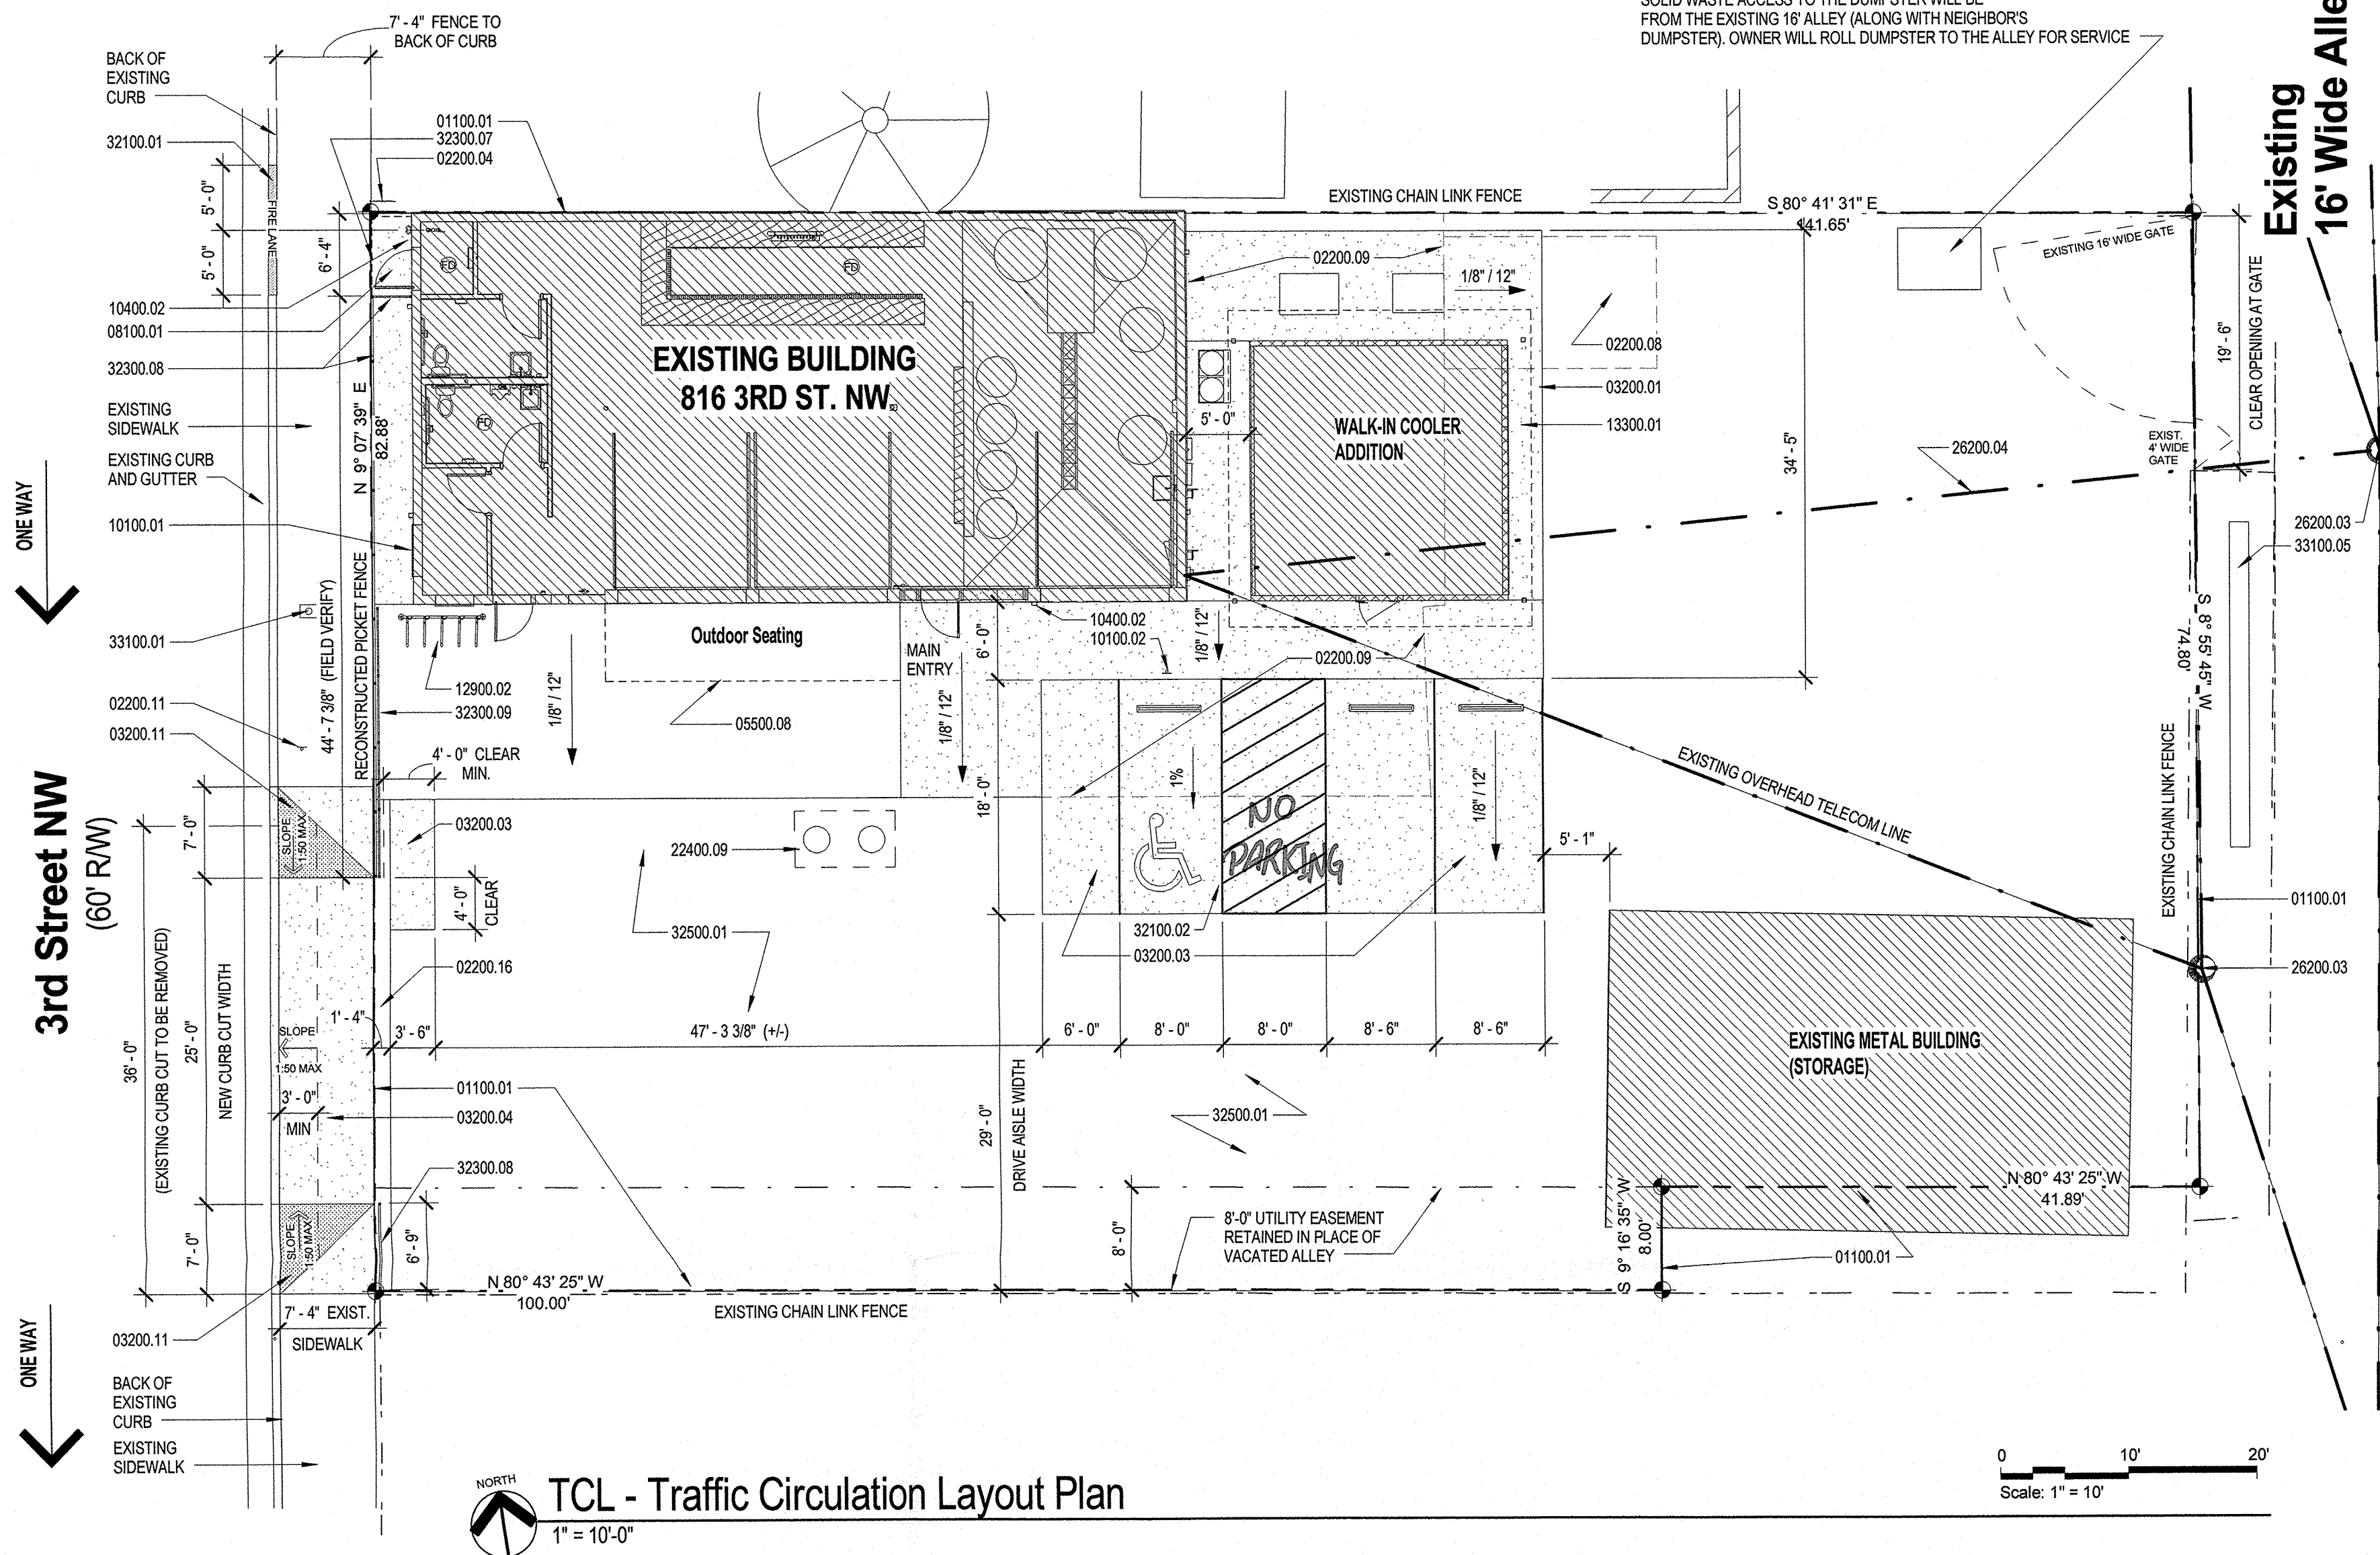 7' - 4" FENCE TO
BACK OF CURB
SOLID WASTE ACCESS TO THE DUMPSTER WILL BE
FROM THE EXISTING 16' ALLEY (ALONG WITH NEIGHBOR'S
DUMPSTER). OWNER WILL ROLL DUMPSTER TO THE ALLEY FOR SERVICE
Existing
16' Wide Alle
BACK OF
EXISTING
CURB
32100.01
01100.01
32300.07
02200.04
5' - 0"
5' - 0"
FIRE LANE
6' - 4"
10400.02
08100.01
32300.08
EXISTING
SIDEWALK
EXISTING CURB
AND GUTTER
10100.01
ONE WAY
33100.01
02200.11
03200.11
N 9° 07' 39" E
82.88'
44' - 7 3/8" (FIELD VERIFY)
RECONSTRUCTED PICKET FENCE
FD
FD
FD
EXISTING BUILDING
816 3RD ST. NW
EXISTING CHAIN LINK FENCE
S 80° 41' 31" E
141.65'
02200.09
1/8" / 12"
02200.08
03200.01
13300.01
5' - 0"
WALK-IN COOLER
ADDITION
34' - 5"
EXISTING 16' WIDE GATE
19' - 6"
CLEAR OPENING AT GATE
EXIST.
4' WIDE
GATE
26200.04
26200.03
33100.05
S 8° 55' 45" W
74.80'
EXISTING CHAIN LINK FENCE
01100.01
26200.03
Outdoor Seating
MAIN
ENTRY
6' - 0"
10400.02
10100.02
1/8" / 12"
02200.09
12900.02
32300.09
1/8" / 12"
05500.08
1/8" / 12"
4' - 0" CLEAR
MIN.
18' - 0"
1%
NO
PARKING
1/8" / 12"
EXISTING OVERHEAD TELECOM LINE
5' - 1"
3rd Street NW
(60' R/W)
7' - 0"
SLOPE
1:50 MAX
03200.03
22400.09
4' - 0"
CLEAR
32500.01
32100.02
03200.03
02200.16
1' - 4"
3' - 6"
47' - 3 3/8" (+/-)
6' - 0"
8' - 0"
8' - 0"
8' - 6"
8' - 6"
36' - 0"
(EXISTING CURB CUT TO BE REMOVED)
25' - 0"
NEW CURB CUT WIDTH
SLOPE
1:50 MAX
3' - 0"
MIN
01100.01
03200.04
32300.08
29' - 0"
DRIVE AISLE WIDTH
32500.01
EXISTING METAL BUILDING
(STORAGE)
N 80° 43' 25" W
41.89'
S 9° 16' 35" W
8.00'
01100.01
7' - 0"
SLOPE
1:50 MAX
6' - 9"
8' - 0"
8'-0" UTILITY EASEMENT
RETAINED IN PLACE OF
VACATED ALLEY
N 80° 43' 25" W
100.00'
EXISTING CHAIN LINK FENCE
7' - 4" EXIST.
SIDEWALK
03200.11
ONE WAY
BACK OF
EXISTING
CURB
EXISTING
SIDEWALK
NORTH
TCL - Traffic Circulation Layout Plan
1" = 10'-0"
0 10' 20'
Scale: 1" = 10'